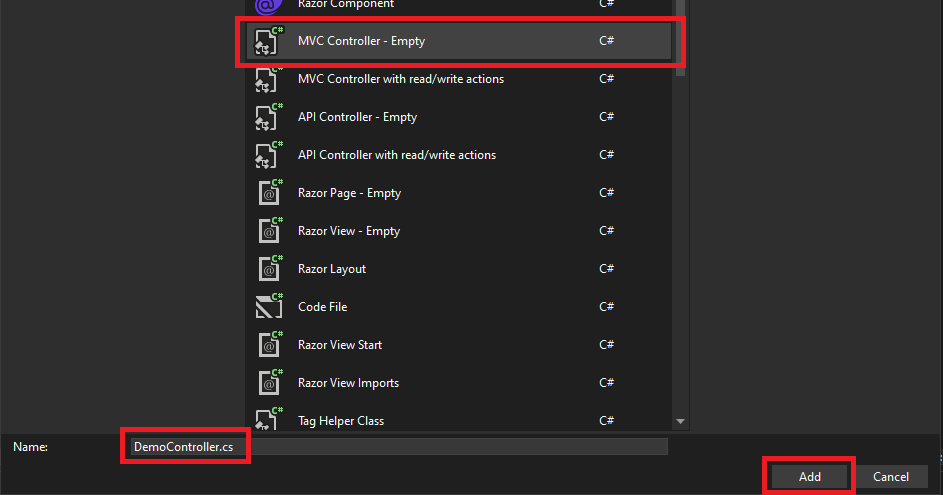 Razor Component C#
MVC Controller - Empty C#
MVC Controller with read/write actions C#
API Controller - Empty C#
API Controller with read/write actions C#
Razor Page - Empty C#
Razor View - Empty C#
Razor Layout C#
Code File C#
Razor View Start C#
Razor View Imports C#
Tag Helper Class C#
Name: DemoController.cs
Add Cancel